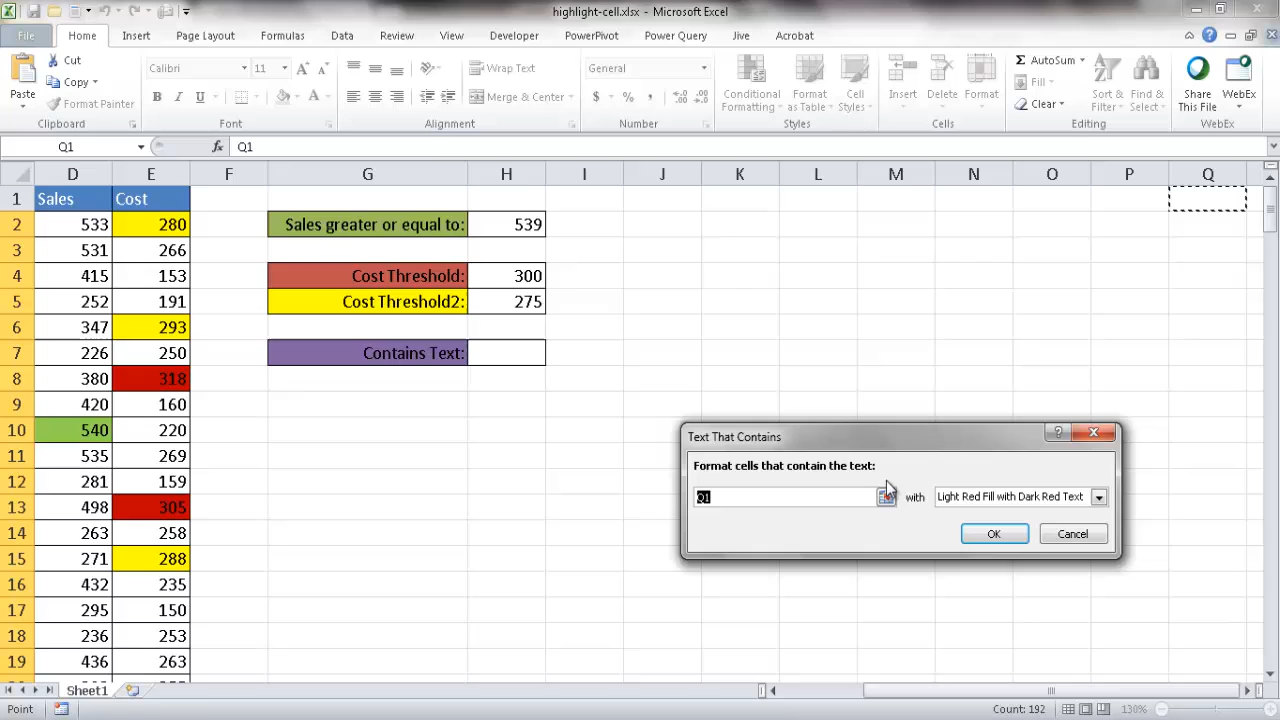 highlight-cell.xlsx - Microsoft Excel
File Home Insert Page Layout Formulas Data Review View Developer PowerPivot Power Query Jive Acrobat
Cut
Copy
Format Painter
Paste
Clipboard
Calibri 11
B I U
Font
Wrap Text
Merge & Center
Alignment
General
$ % ,
Number
Conditional Formatting
Format as Table
Cell Styles
Styles
Insert Delete Format
Cells
AutoSum
Fill
Clear
Sort & Filter
Find & Select
Editing
Share This File
WebEx
WebEx
Q1 fx Q1
D E F G H I J K L M N O P Q
1 Sales Cost
2 533 280 Sales greater or equal to: 539
3 531 266
4 415 153 Cost Threshold: 300
5 252 191 Cost Threshold2: 275
6 347 293
7 226 250 Contains Text:
8 380 318
9 420 160
10 540 220
11 535 269
12 281 159
13 498 305
14 263 258
15 271 288
16 432 235
17 295 150
18 236 253
19 436 263
Text That Contains
Format cells that contain the text:
Q1 with Light Red Fill with Dark Red Text
OK Cancel
Sheet1
Point Count: 192 130%